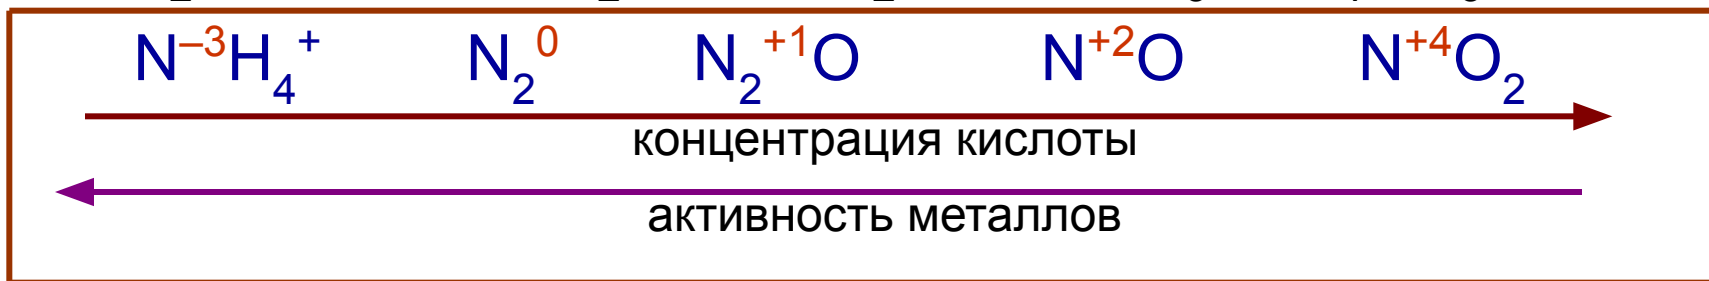 N⁻³H₄⁺ N₂⁰ N₂⁺¹O N⁺²O N⁺⁴O₂
концентрация кислоты
активность металлов